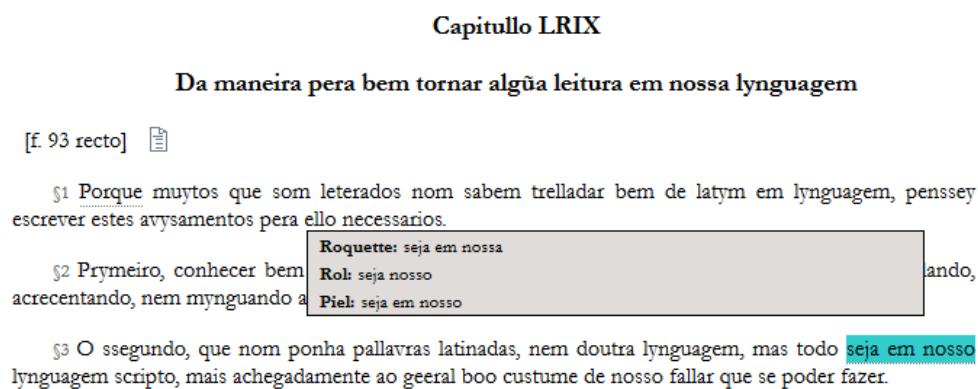 Capitullo LRIX
Da maneira pera bem tornar algũa leitura em nossa lynguagem
[f. 93 recto]
§1 Porque muytos que som leterados nom sabem trelladar bem de latym em lynguagem, penssey
escrever estes avysamentos pera ello necessarios.
Roquette: seja em nossa
Rol: seja nosso
Piel: seja em nosso
§2 Prymeiro, conhecer bem lando,
acrecentando, nem mynguando a
§3 O ssegundo, que nom ponha pallavras latinadas, nem doutra lynguagem, mas todo seja em nosso
lynguagem scripto, mais achegadamente ao geeral boo custume de nosso fallar que se poder fazer.